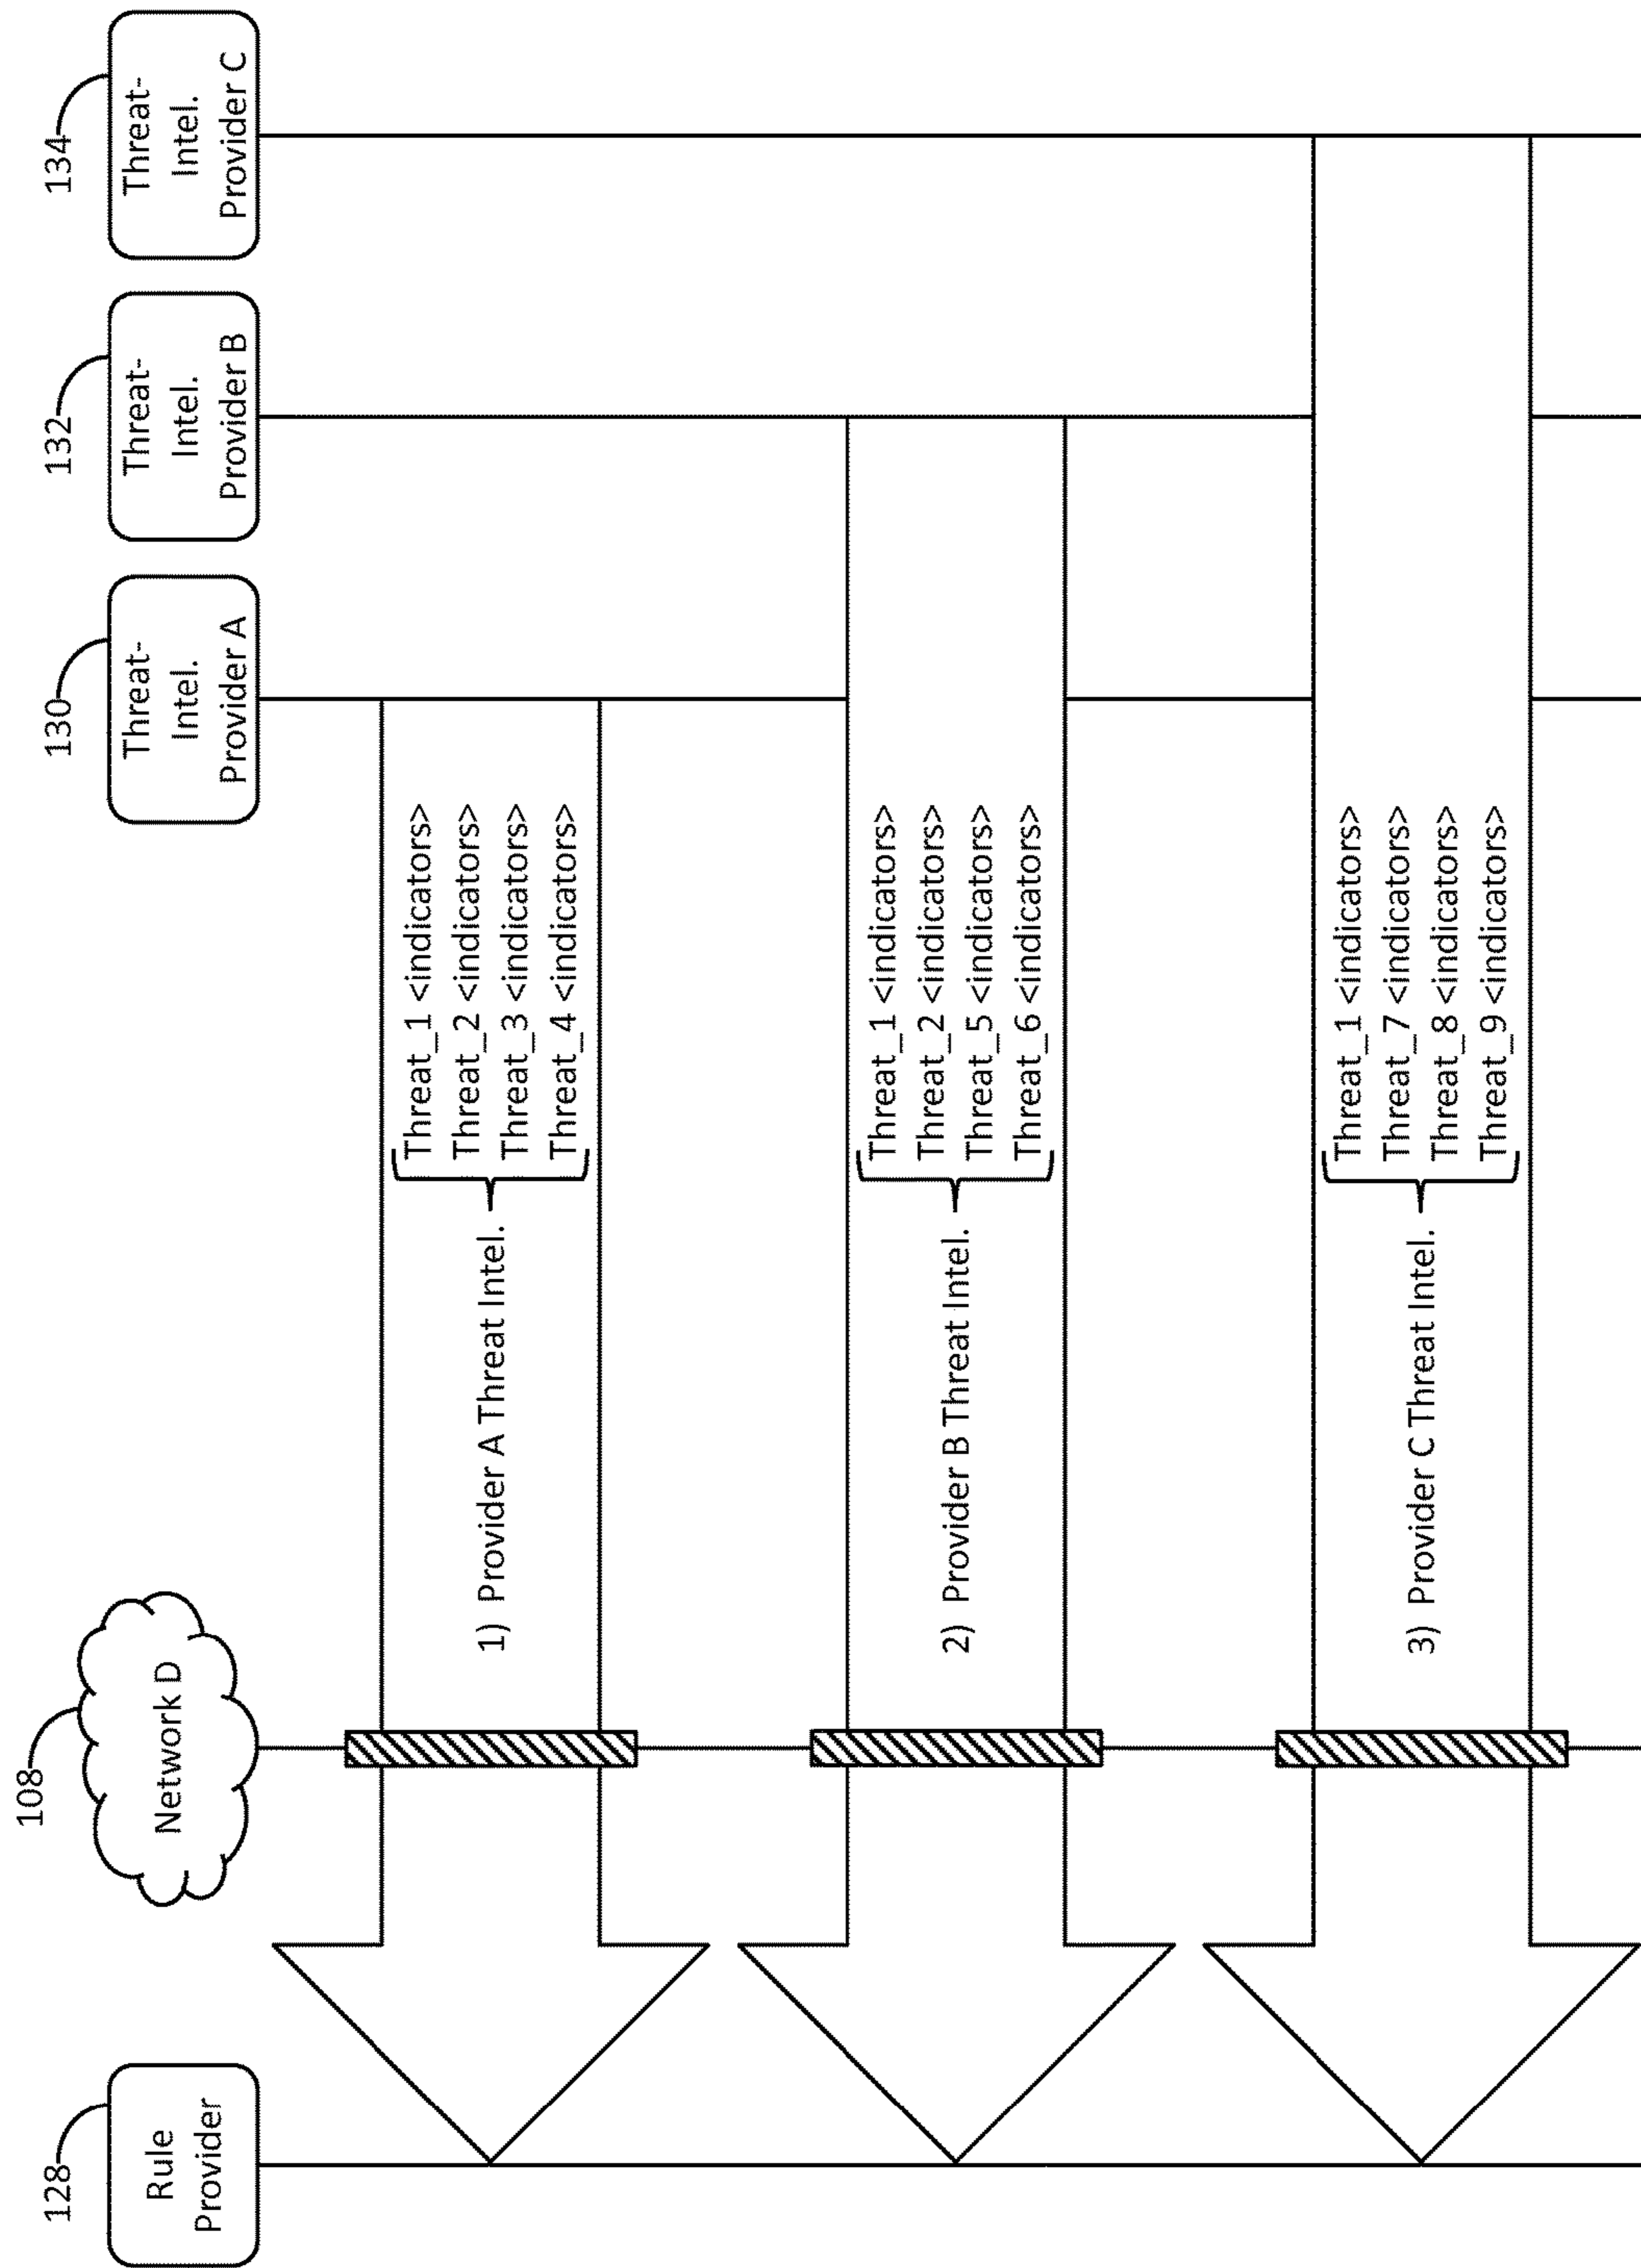 128
Rule
Provider
108
Network D
130
Threat-
Intel.
Provider A
132
Threat-
Intel.
Provider B
134
Threat-
Intel.
Provider C
1) Provider A Threat Intel.
Threat_1 <indicators>
Threat_2 <indicators>
Threat_3 <indicators>
Threat_4 <indicators>
2) Provider B Threat Intel.
Threat_1 <indicators>
Threat_2 <indicators>
Threat_5 <indicators>
Threat_6 <indicators>
3) Provider C Threat Intel.
Threat_1 <indicators>
Threat_7 <indicators>
Threat_8 <indicators>
Threat_9 <indicators>